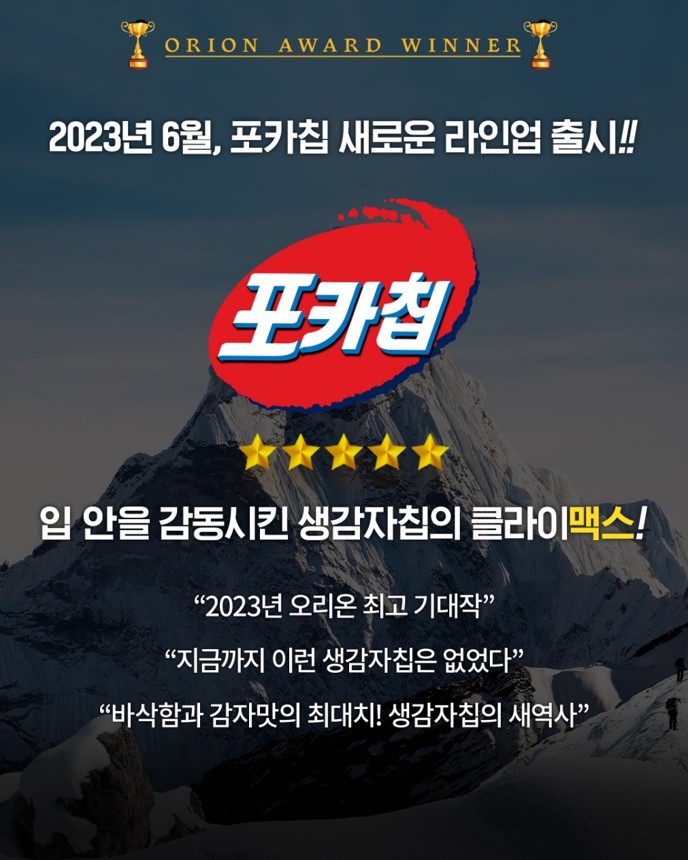 ORION AWARD WINNER
2023년 6월, 포카칩 새로운 라인업 출시!!
포카칩
입 안을 감동시킨 생감자칩의 클라이맥스!
“2023년 오리온 최고 기대작”
“지금까지 이런 생감자칩은 없었다”
“바삭함과 감자맛의 최대치! 생감자칩의 새역사”